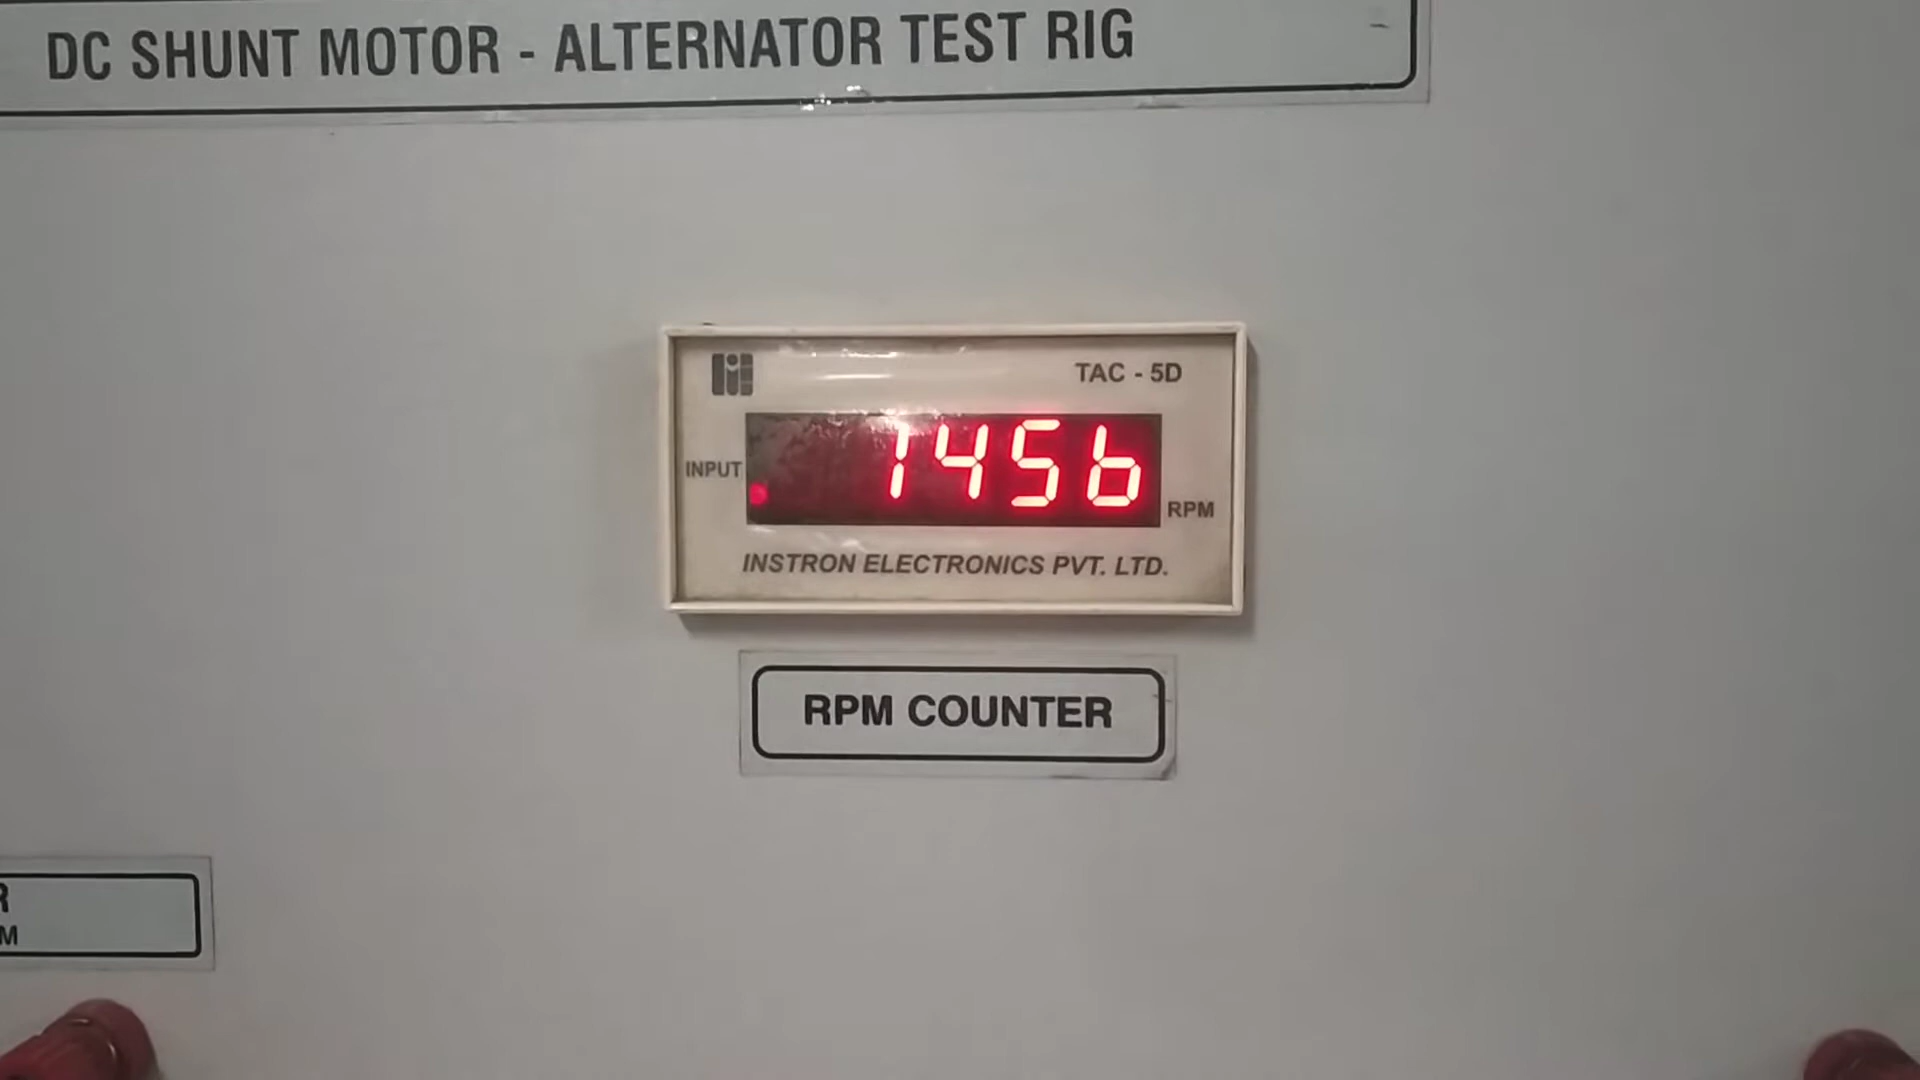 DC SHUNT MOTOR - ALTERNATOR TEST RIG
TAC - 5D
INPUT
1456
RPM
INSTRON ELECTRONICS PVT. LTD.
RPM COUNTER
R
M